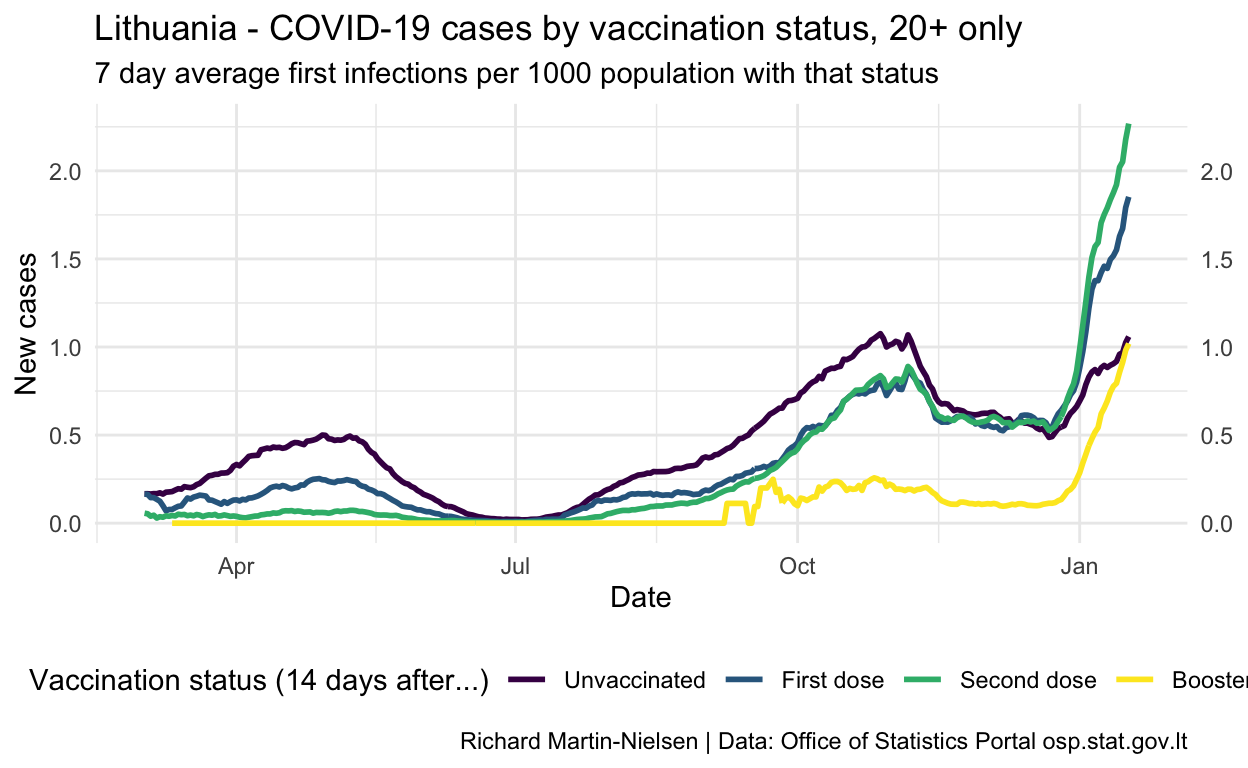 Lithuania - COVID-19 cases by vaccination status, 20+ only
7 day average first infections per 1000 population with that status
New cases
2.0 2.0
1.5 1.5
1.0 1.0
0.5 0.5
0.0 0.0
Apr Jul Oct Jan
Date
Vaccination status (14 days after...) Unvaccinated First dose Second dose Booster
Richard Martin-Nielsen | Data: Office of Statistics Portal osp.stat.gov.lt